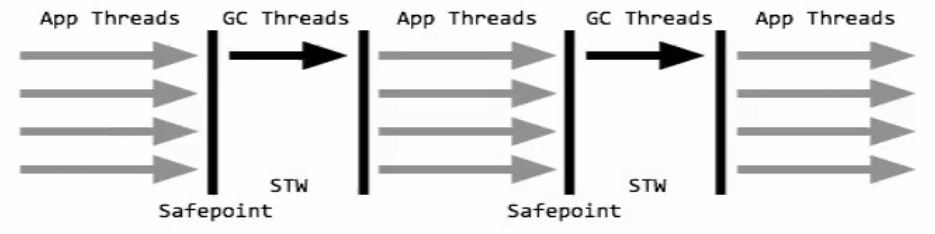 App Threads GC Threads App Threads GC Threads App Threads
STW STW
Safepoint Safepoint